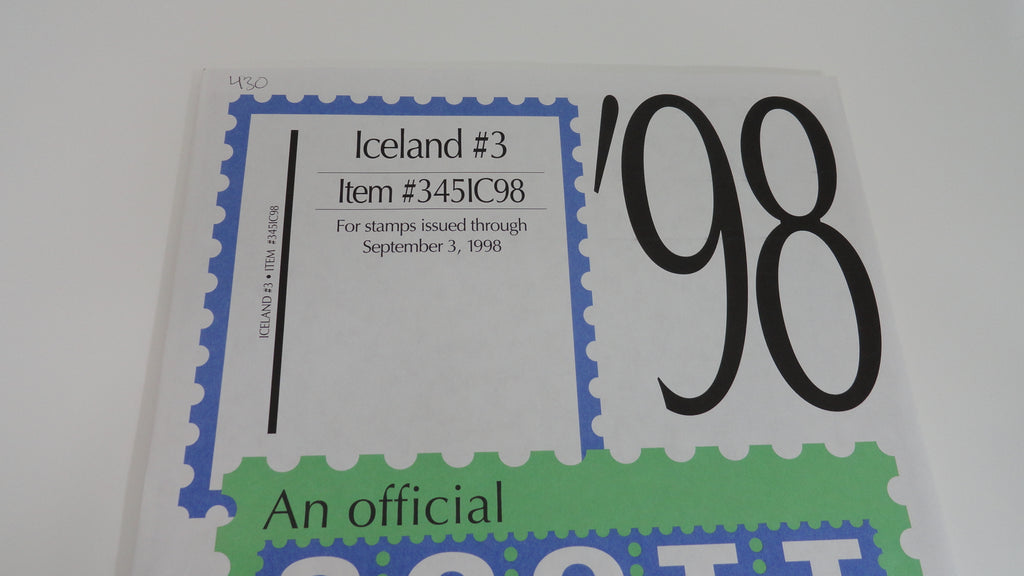 430
Iceland #3
Item #345IC98
For stamps issued through
September 3, 1998
ICELAND #3 • ITEM #345IC98
'98
An official
SCOTT